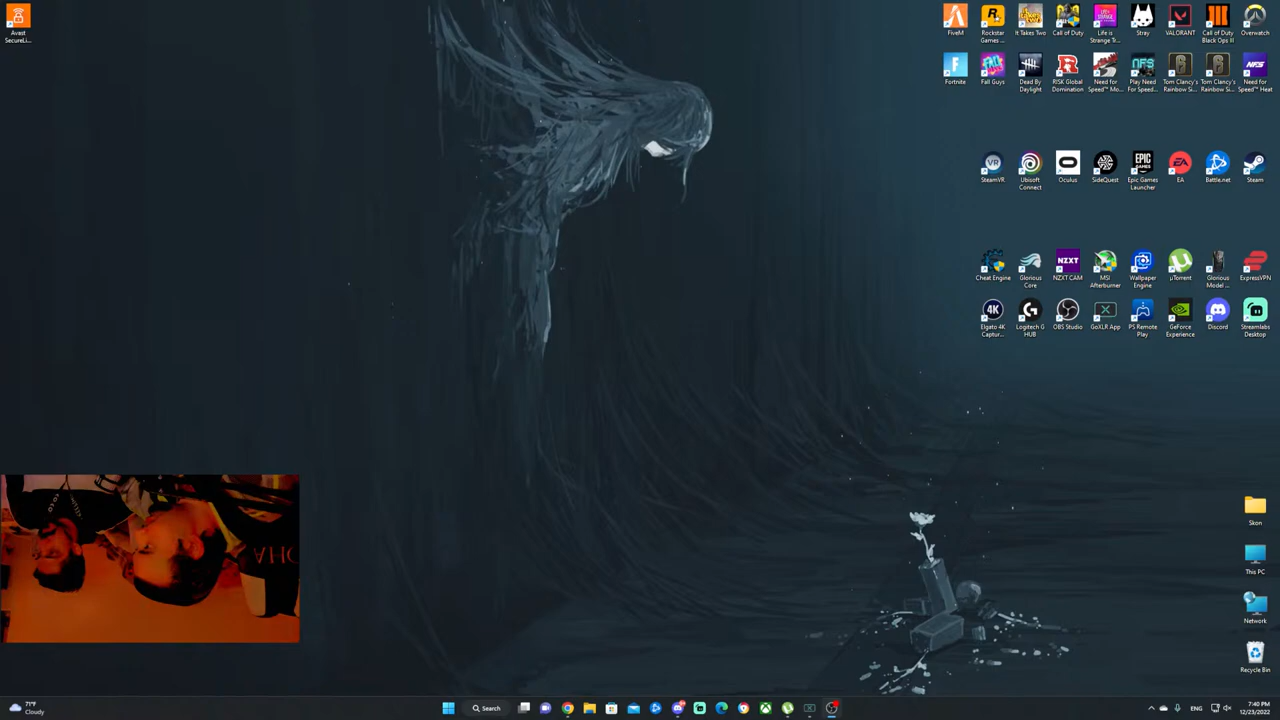 Avast
SecureLi...
FiveM
Rockstar
Games ...
It Takes Two
Call of Duty
Life is
Strange Tr...
Stray
VALORANT
Call of Duty
Black Ops III
Overwatch
Fortnite
Fall Guys
Dead By
Daylight
RISK Global
Domination
Need for
Speed™ Mo...
Play Need
For Speed...
Tom Clancy's
Rainbow Si...
Tom Clancy's
Rainbow Si...
Need for
Speed™ Heat
SteamVR
Ubisoft
Connect
Oculus
SideQuest
Epic Games
Launcher
EA
Battle.net
Steam
Cheat Engine
Glorious
Core
NZXT CAM
MSI
Afterburner
Wallpaper
Engine
µTorrent
Glorious
Model ...
ExpressVPN
Elgato 4K
Captur...
Logitech G
HUB
OBS Studio
GoXLR App
PS Remote
Play
GeForce
Experience
Discord
Streamlabs
Desktop
Skon
This PC
Network
Recycle Bin
71°F
Cloudy
Search
ENG
7:40 PM
12/23/2022